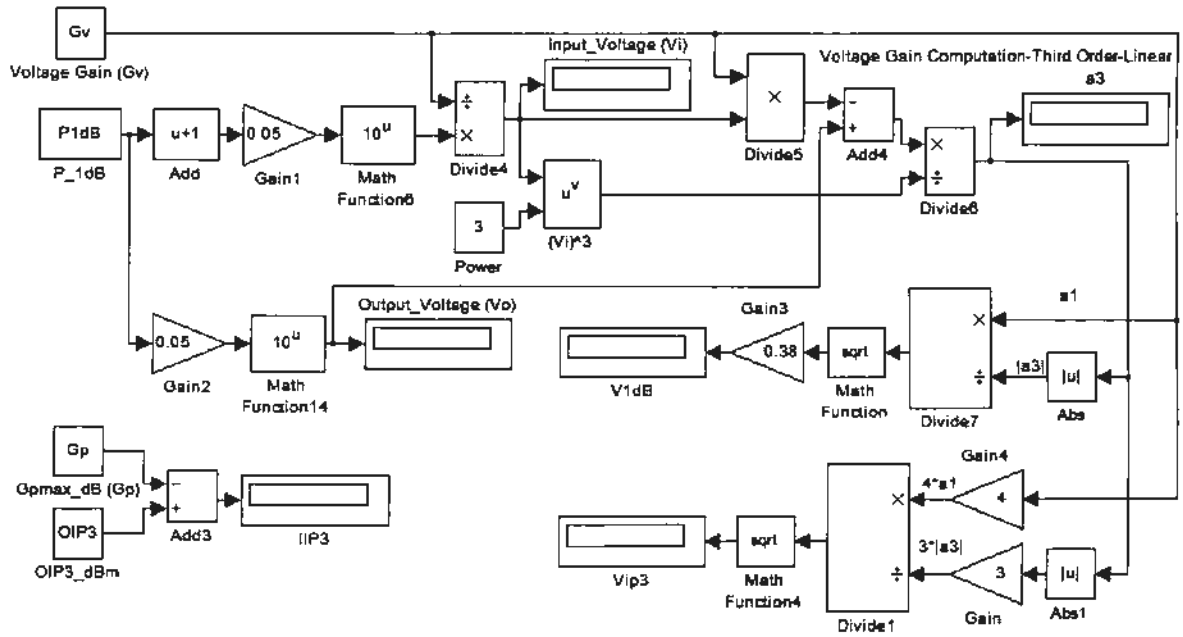 Gv
Voltage Gain (Gv)
Input_Voltage (Vi)
Voltage Gain Computation-Third Order-Linear
a3
P1dB
P_1dB
u+1
Add
0.05
Gain1
10^u
Math
Function6
÷
×
Divide4
×
Divide5
−
+
Add4
×
÷
Divide6
3
Power
u^v
(Vi)^3
0.05
Gain2
10^u
Math
Function14
Output_Voltage (Vo)
V1dB
Gain3
0.38
sqrt
Math
Function
×
÷
Divide7
a1
|a3|
|u|
Abs
Gp
Gpmax_dB (Gp)
OIP3
OIP3_dBm
−
+
Add3
IIP3
Vip3
sqrt
Math
Function4
×
÷
Divide1
Gain4
4*a1
4
3*|a3|
3
Gain
|u|
Abs1